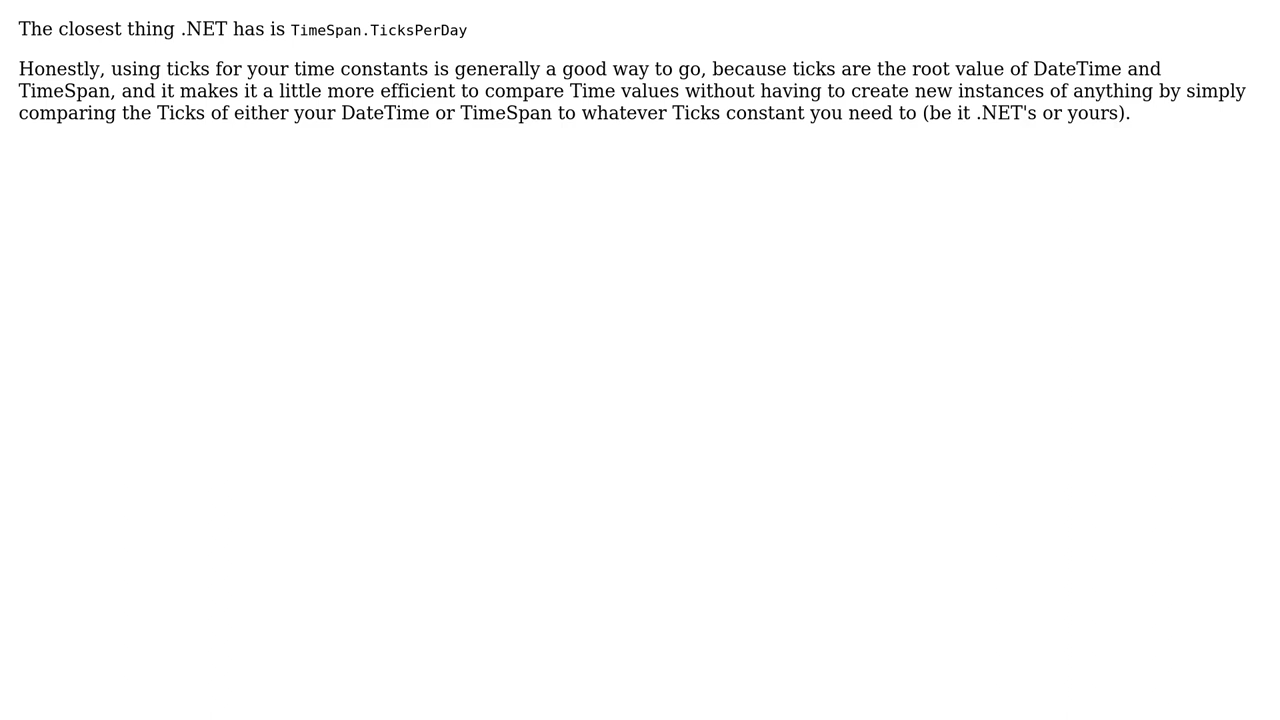 The closest thing .NET has is TimeSpan.TicksPerDay
Honestly, using ticks for your time constants is generally a good way to go, because ticks are the root value of DateTime and
TimeSpan, and it makes it a little more efficient to compare Time values without having to create new instances of anything by simply
comparing the Ticks of either your DateTime or TimeSpan to whatever Ticks constant you need to (be it .NET's or yours).